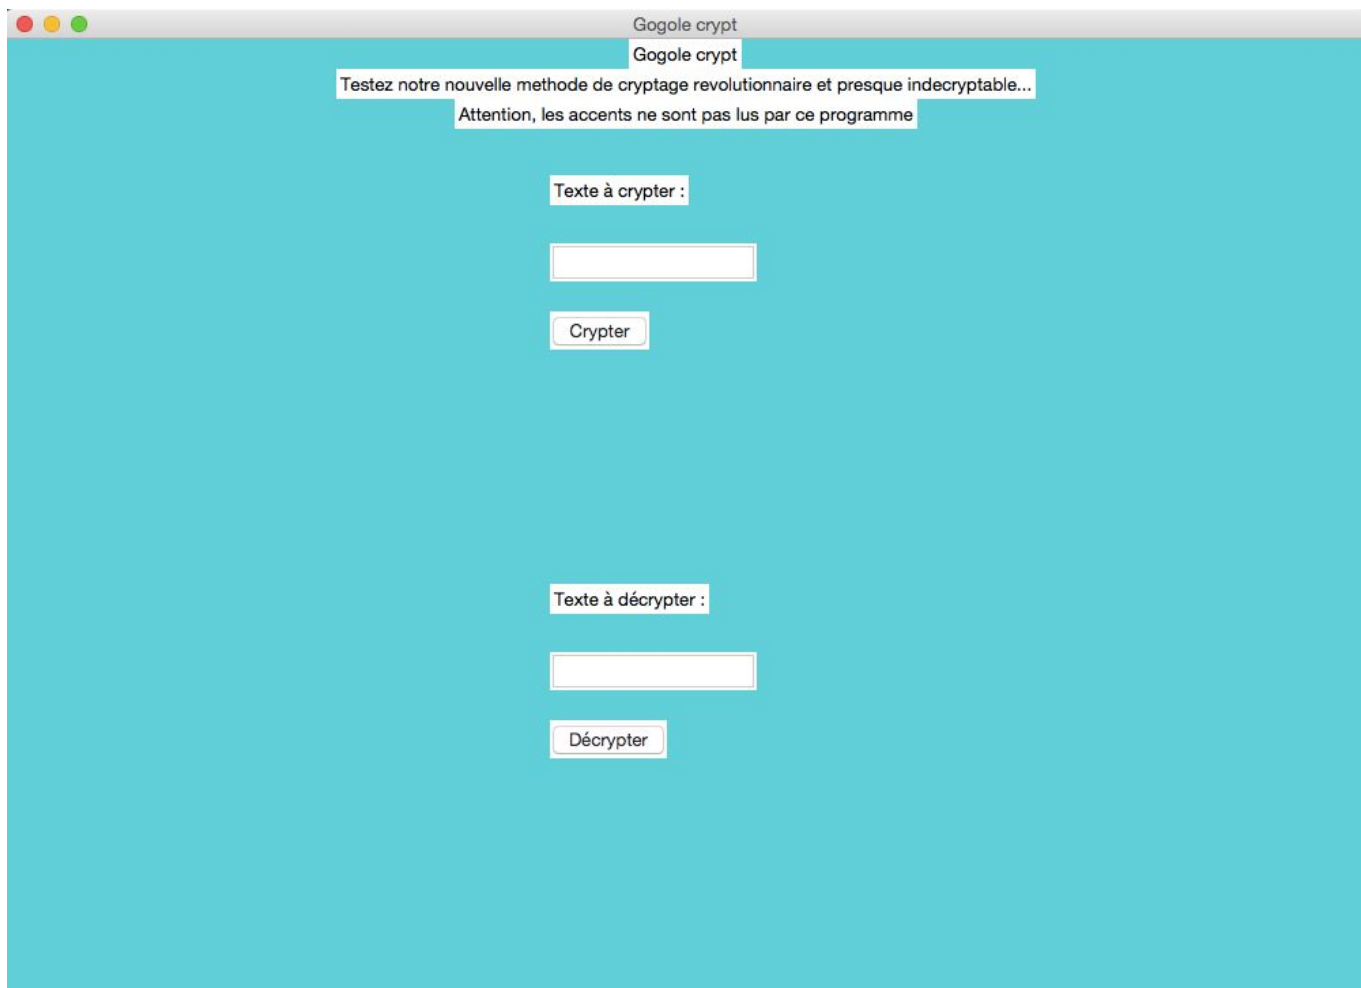 Gogole crypt
Gogole crypt
Testez notre nouvelle methode de cryptage revolutionnaire et presque indecryptable...
Attention, les accents ne sont pas lus par ce programme
Texte à crypter :
Crypter
Texte à décrypter :
Décrypter